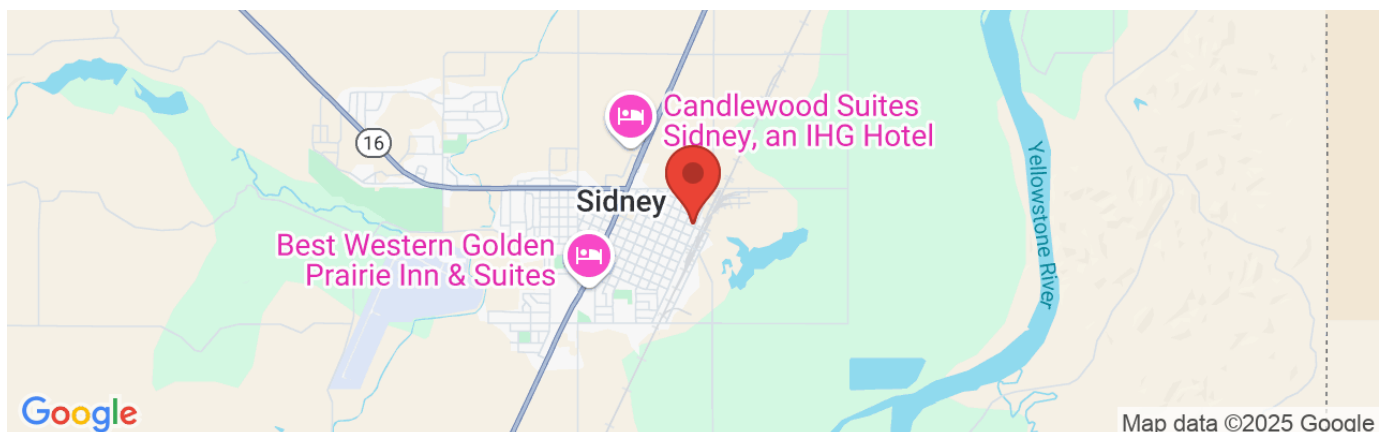 Candlewood Suites
Sidney, an IHG Hotel
16
Sidney
Best Western Golden
Prairie Inn & Suites
Yellowstone River
Google
Map data ©2025 Google